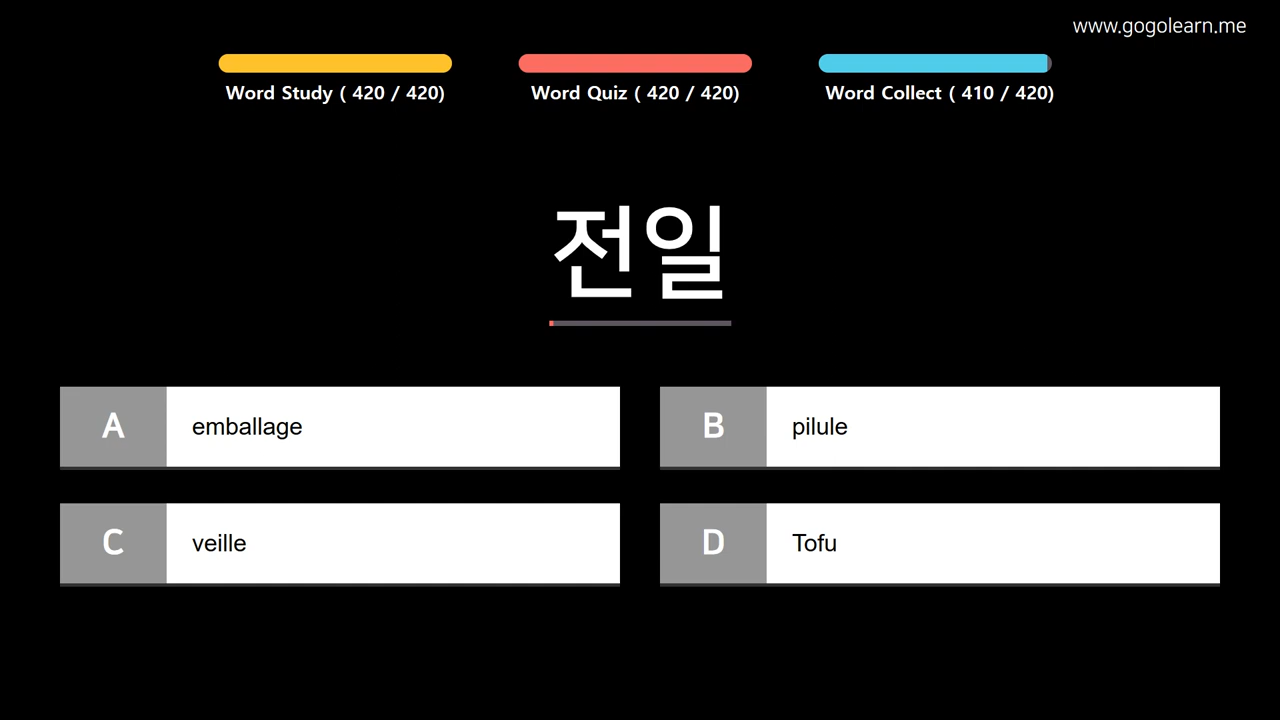 www.gogolearn.me
Word Study ( 420 / 420)
Word Quiz ( 420 / 420)
Word Collect ( 410 / 420)
전일
A emballage
B pilule
C veille
D Tofu